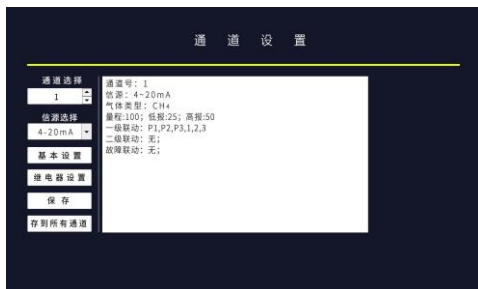 通道设置
通道选择
1
信源选择
4-20mA
基本设置
继电器设置
保存
存到所有通道
通道号: 1
信源: 4~20mA
气体类型: CH₄
量程:100; 低报:25; 高报:50
一级联动: P1,P2,P3,1,2,3
二级联动: 无;
故障联动: 无;